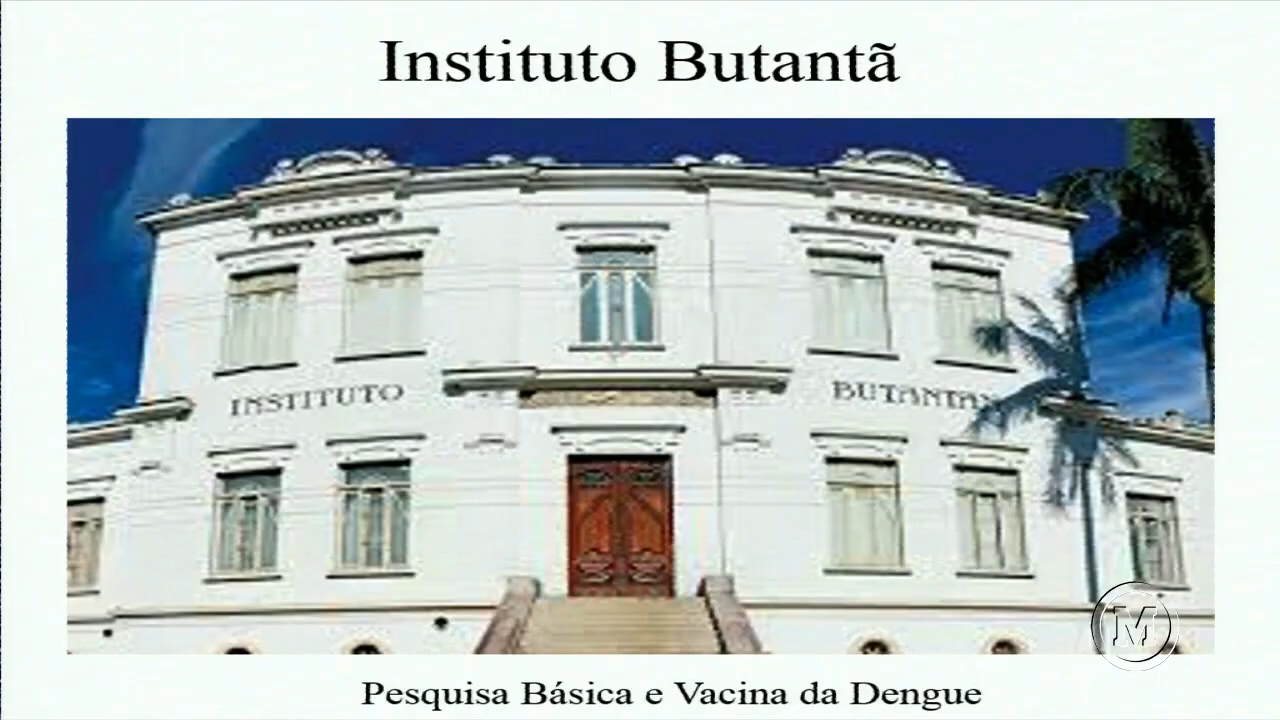 Instituto Butantã
INSTITUTO BUTANTAN
Pesquisa Básica e Vacina da Dengue
M